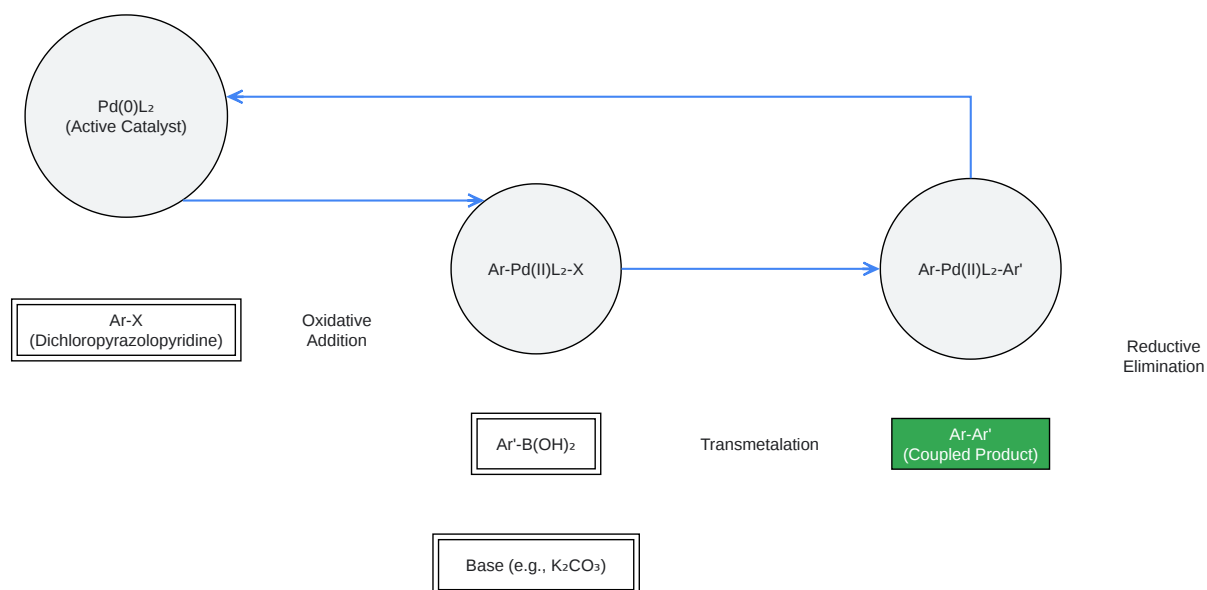 Pd(0)L₂
(Active Catalyst)
Ar-Pd(II)L₂-X
Ar-Pd(II)L₂-Ar'
Ar-X
(Dichloropyrazolopyridine)
Oxidative
Addition
Reductive
Elimination
Ar'-B(OH)₂
Transmetalation
Ar-Ar'
(Coupled Product)
Base (e.g., K₂CO₃)